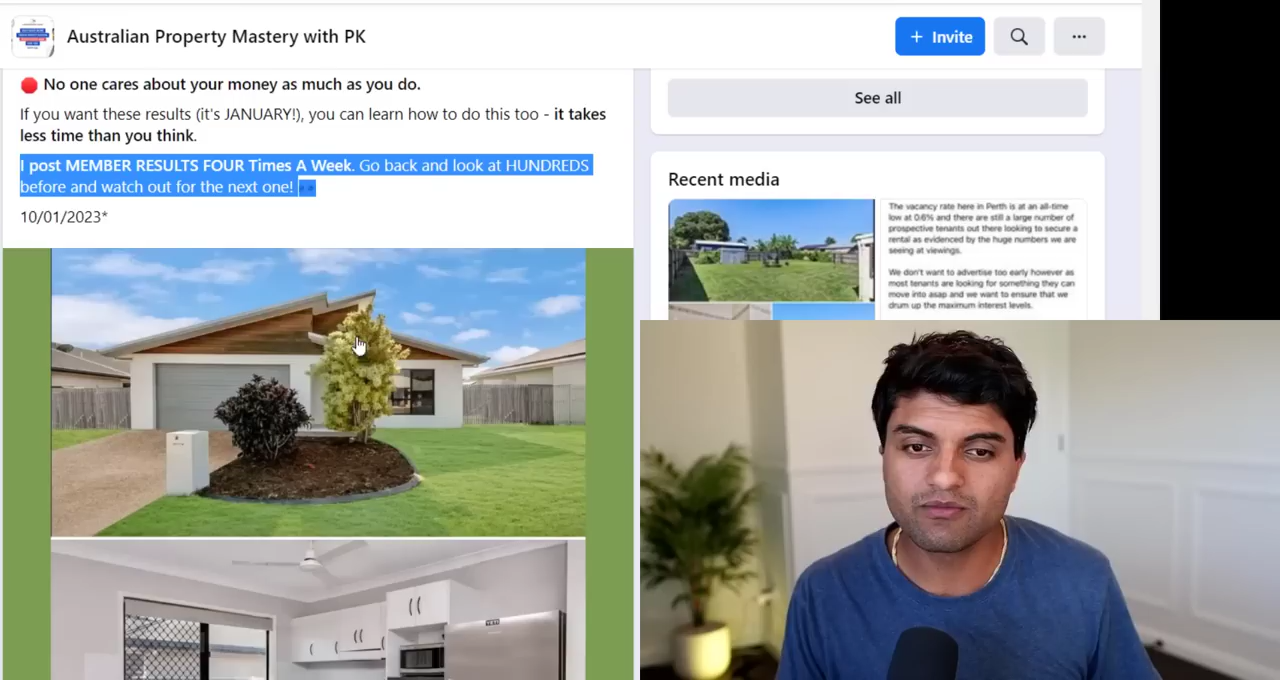 Australian Property Mastery with PK
+ Invite
No one cares about your money as much as you do.
If you want these results (it's JANUARY!), you can learn how to do this too - it takes
less time than you think.
I post MEMBER RESULTS FOUR Times A Week. Go back and look at HUNDREDS
before and watch out for the next one!
10/01/2023*
See all
Recent media
The vacancy rate here in Perth is at an all-time
low at 0.6% and there are still a large number of
prospective tenants out there looking to secure a
rental as evidenced by the huge numbers we are
seeing at viewings.
We don't want to advertise too early however as
most tenants are looking for something they can
move into asap and we want to ensure that we
drum up the maximum interest levels.